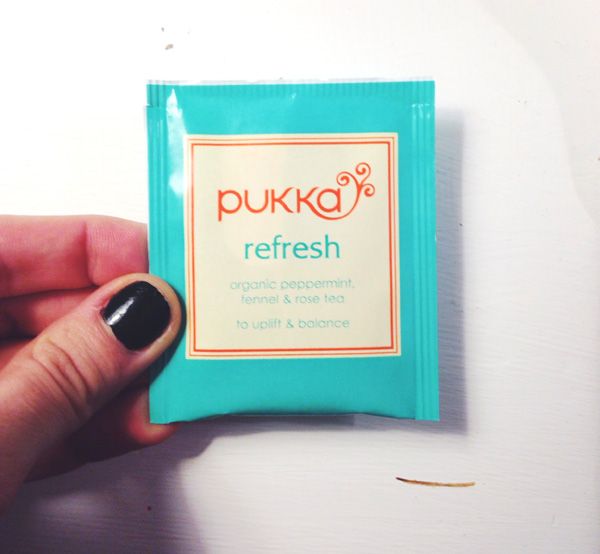 pukka
refresh
organic peppermint,
fennel & rose tea
to uplift & balance